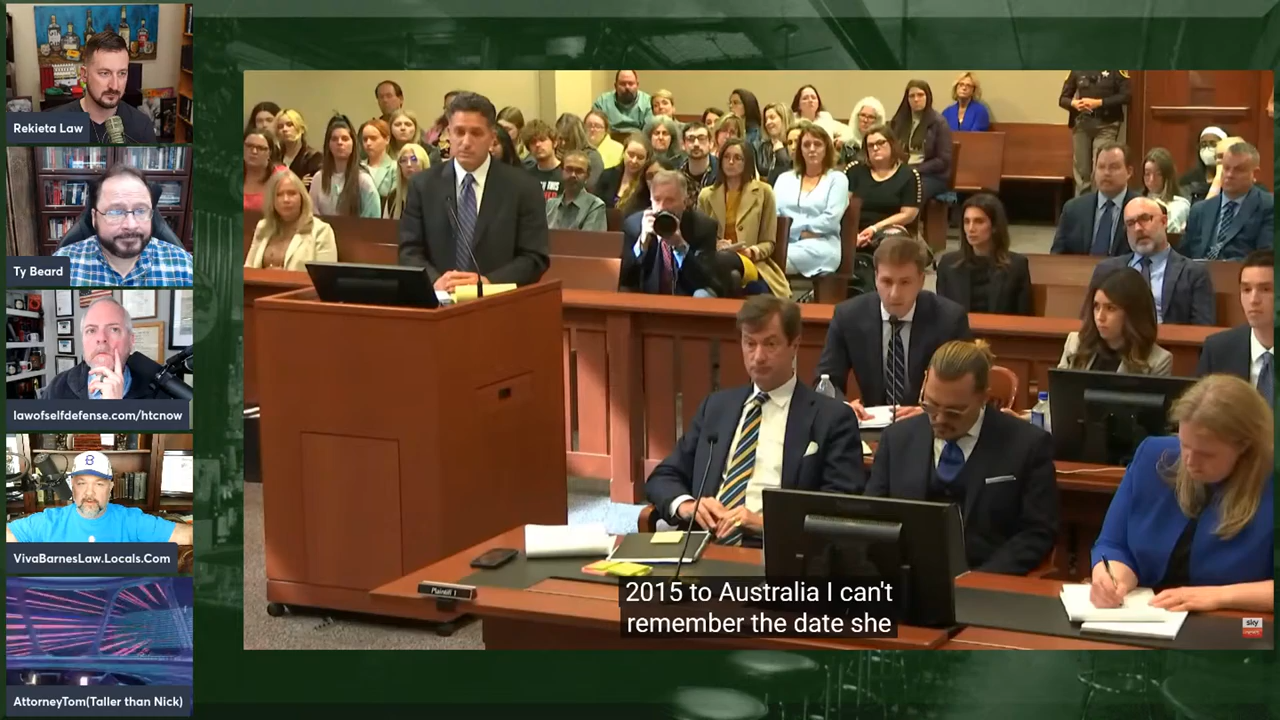 Rekieta Law
Ty Beard
lawofselfdefense.com/htcnow
VivaBarnesLaw.Locals.Com
AttorneyTom(Taller than Nick)
Plaintiff 1
2015 to Australia I can't
remember the date she
sky